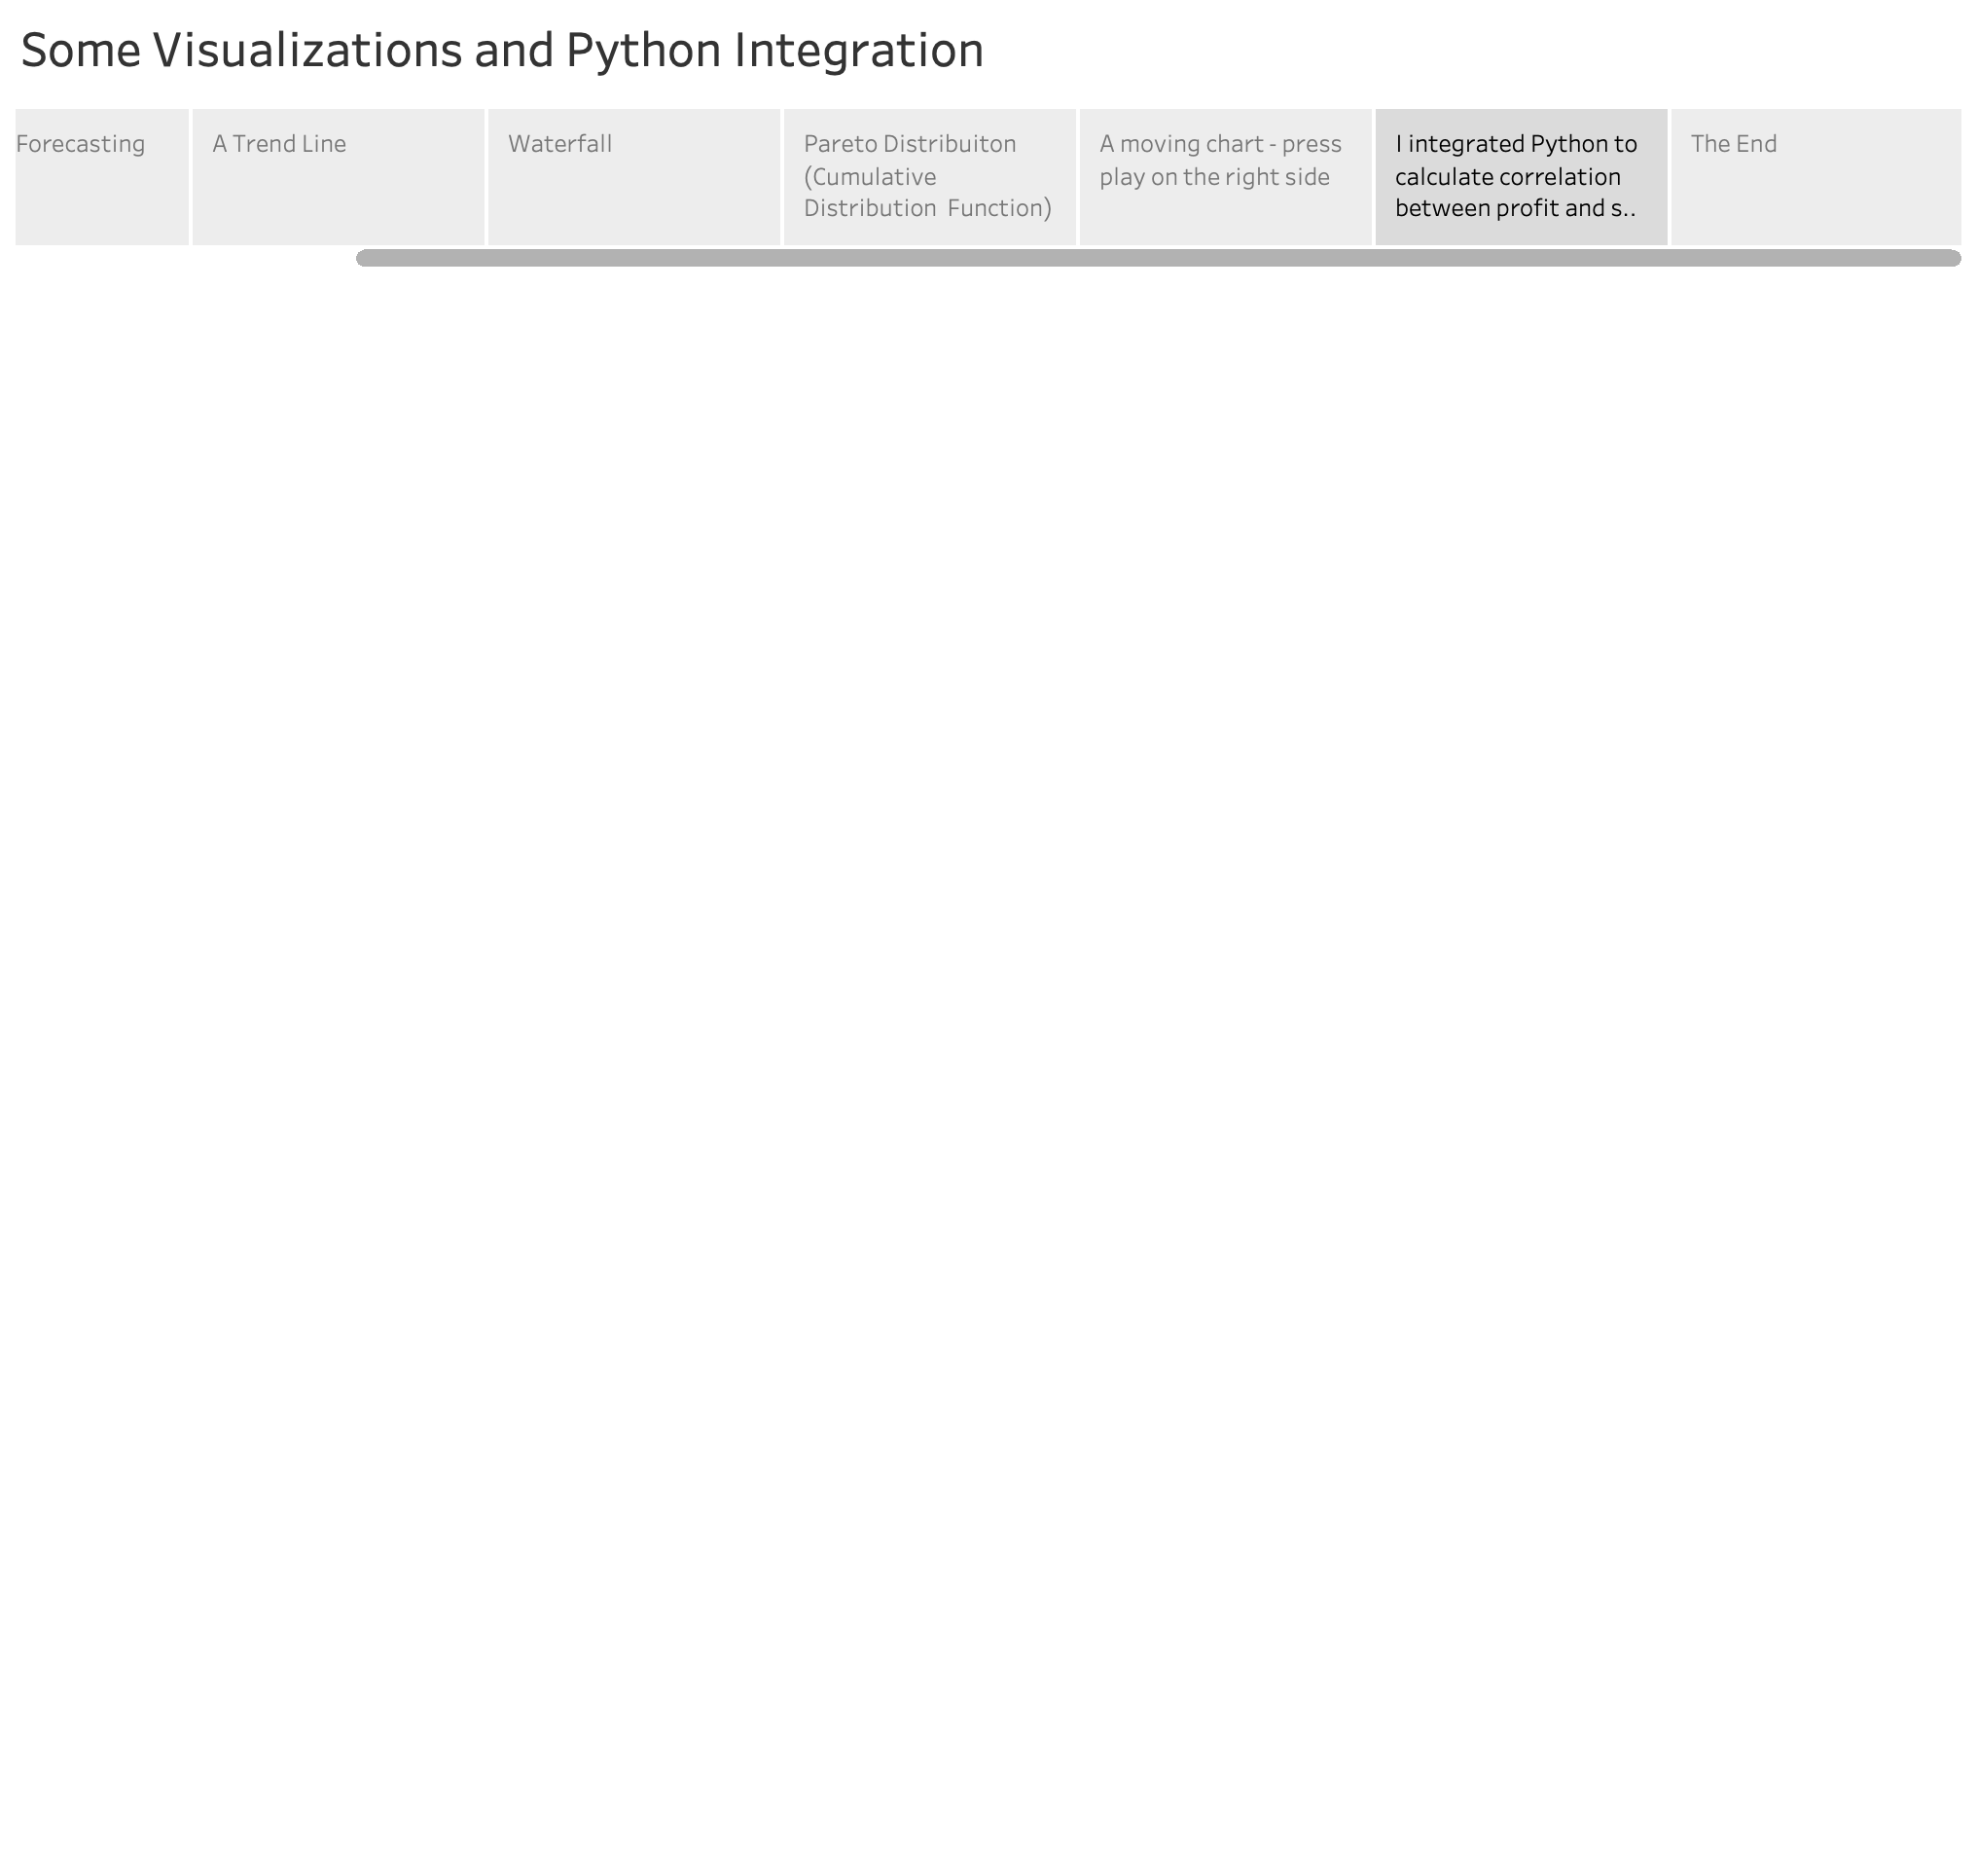 Some Visualizations and Python Integration
Forecasting
A Trend Line
Waterfall
Pareto Distribuiton
(Cumulative
Distribution  Function)
A moving chart - press
play on the right side
I integrated Python to
calculate correlation
between profit and s..
The End